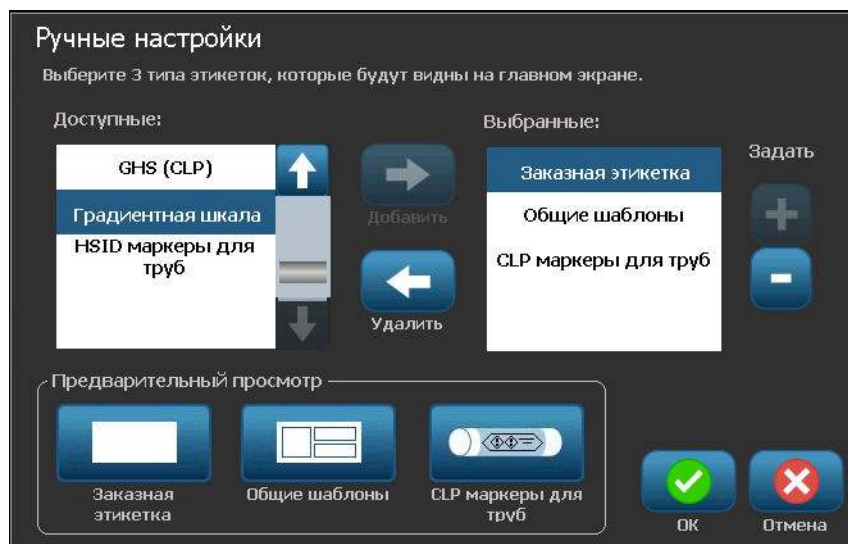 Ручные настройки
Выберите 3 типа этикеток, которые будут видны на главном экране.
Доступные:
GHS (CLP)
Градиентная шкала
HSID маркеры для
труб
Добавить
Удалить
Выбранные:
Заказная этикетка
Общие шаблоны
CLP маркеры для труб
Задать
Предварительный просмотр
Заказная
этикетка
Общие шаблоны
CLP маркеры для
труб
ОК
Отмена